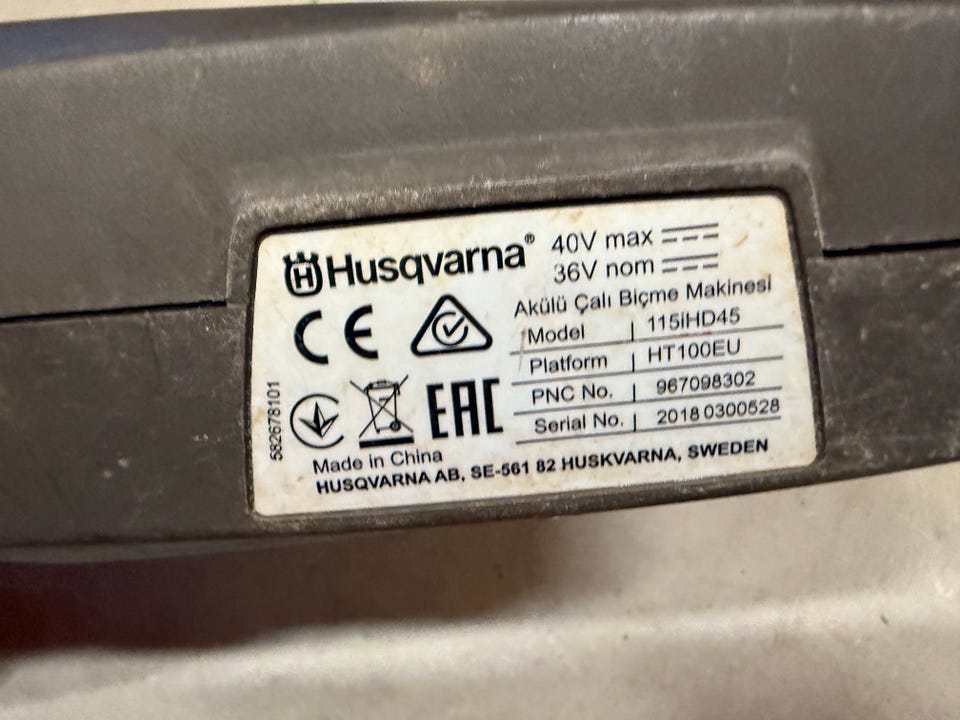 Husqvarna®
40V max
36V nom
Akülü Çalı Biçme Makinesi
Model | 115iHD45
Platform | HT100EU
PNC No. | 967098302
Serial No. | 2018 0300528
CE
EAC
582678101
Made in China
HUSQVARNA AB, SE-561 82 HUSKVARNA, SWEDEN